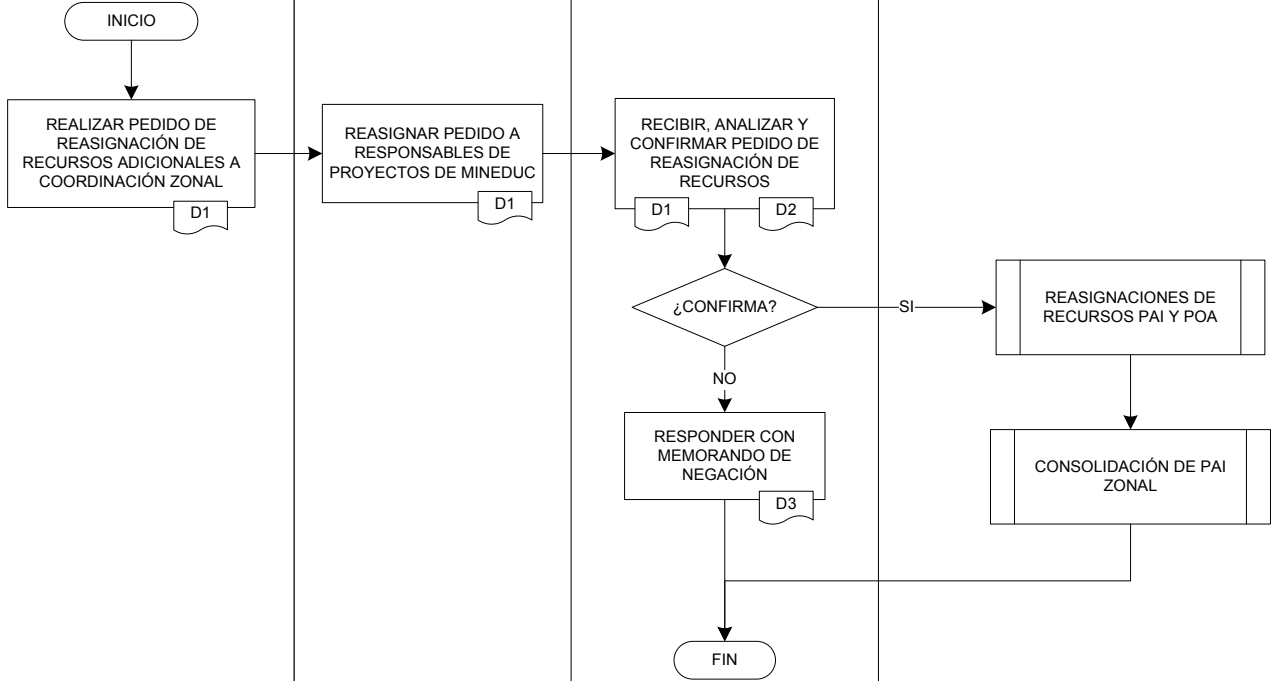 INICIO
REALIZAR PEDIDO DE
REASIGNACIÓN DE
RECURSOS ADICIONALES A
COORDINACIÓN ZONAL
D1
REASIGNAR PEDIDO A
RESPONSABLES DE
PROYECTOS DE MINEDUC
D1
RECIBIR, ANALIZAR Y
CONFIRMAR PEDIDO DE
REASIGNACIÓN DE
RECURSOS
D1
D2
¿CONFIRMA?
SI
REASIGNACIONES DE
RECURSOS PAI Y POA
NO
RESPONDER CON
MEMORANDO DE
NEGACIÓN
D3
CONSOLIDACIÓN DE PAI
ZONAL
FIN